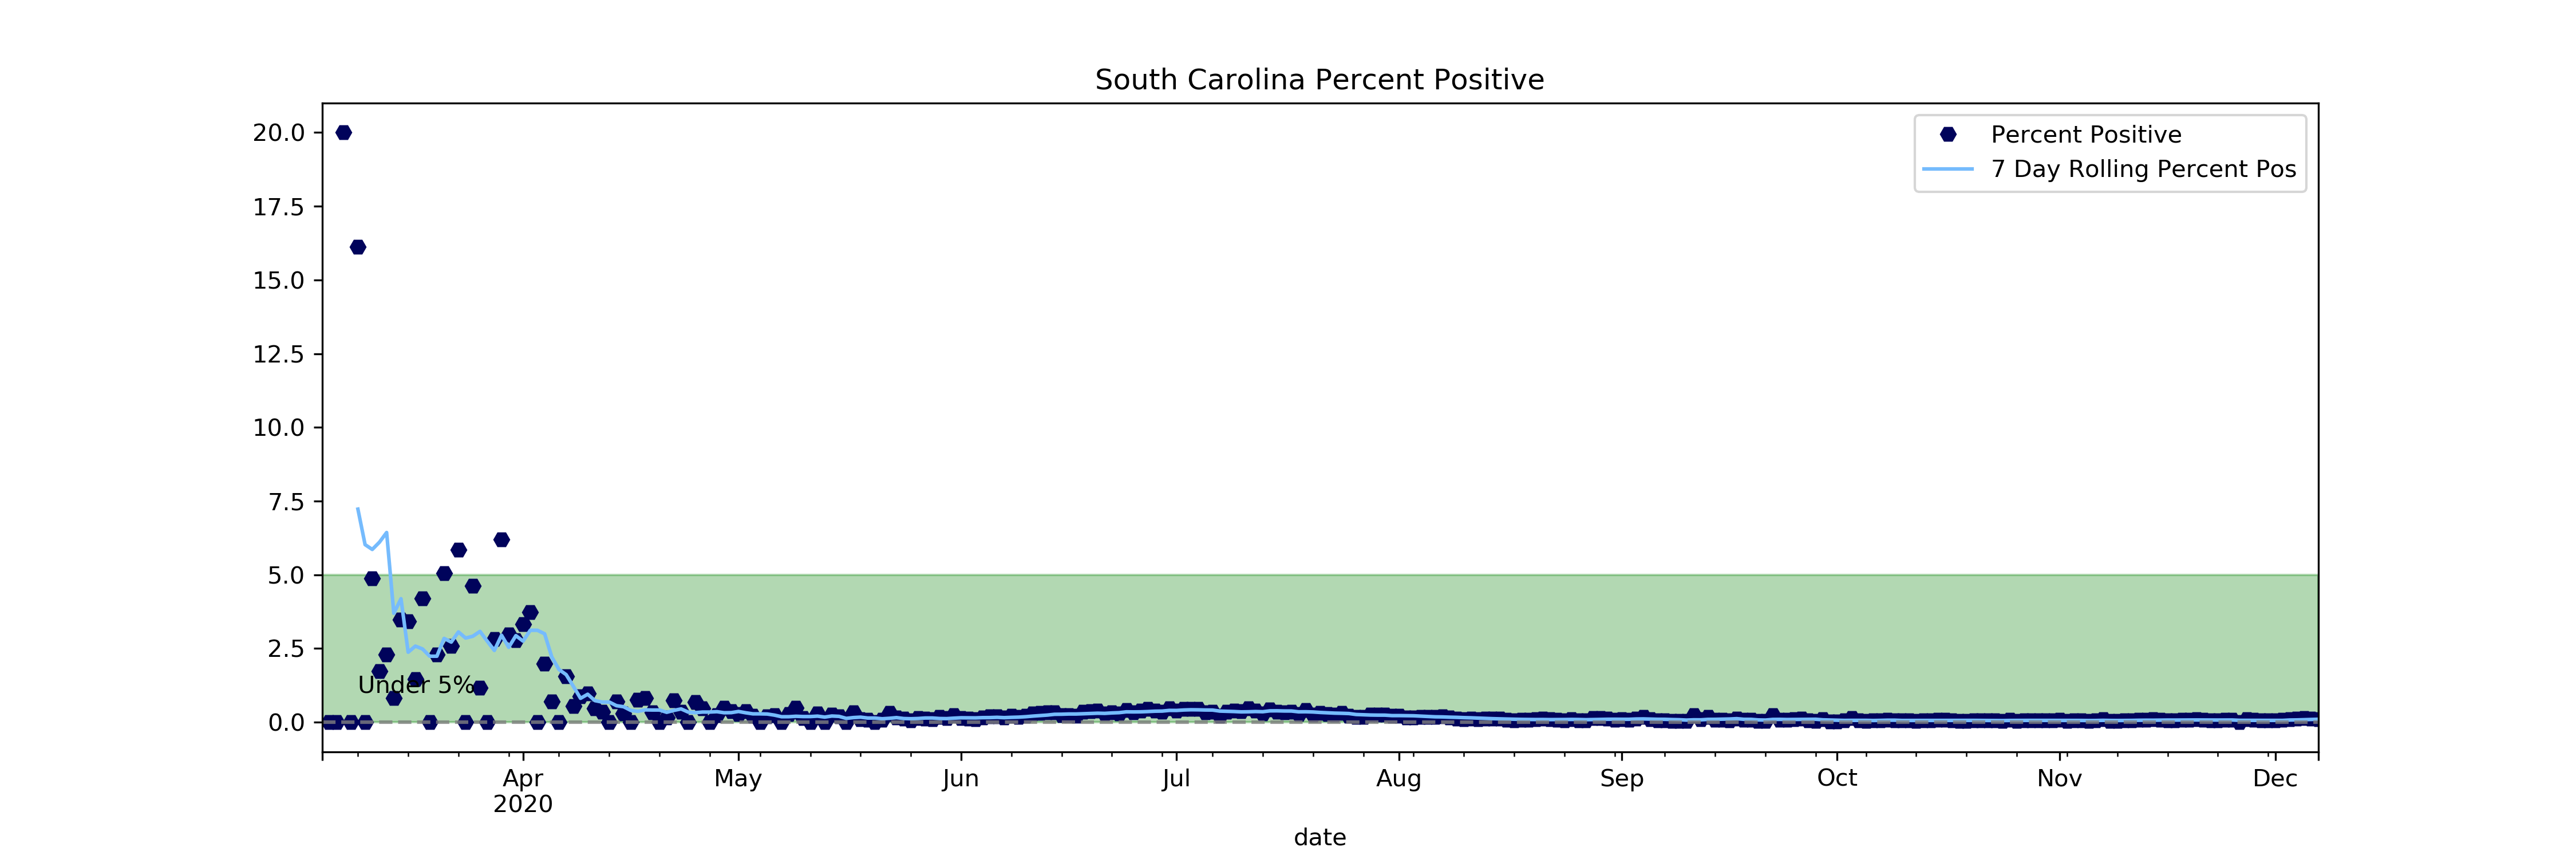 South Carolina Percent Positive
Percent Positive
7 Day Rolling Percent Pos
20.0
17.5
15.0
12.5
10.0
7.5
5.0
2.5
0.0
Under 5%
Apr May Jun Jul Aug Sep Oct Nov Dec
2020
date